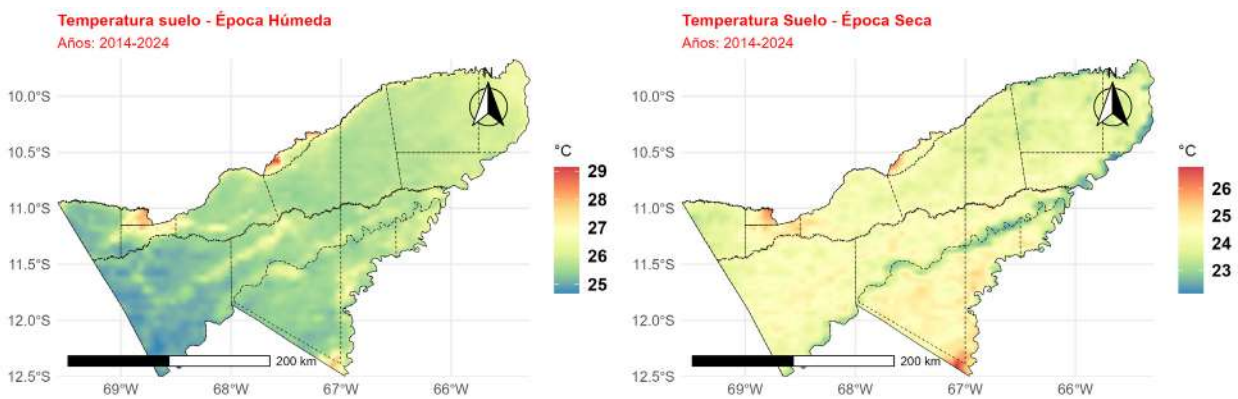 Temperatura suelo - Época Húmeda
Años: 2014-2024
N
10.0°S
10.5°S
11.0°S
11.5°S
12.0°S
12.5°S
69°W
68°W
67°W
66°W
200 km
°C
29
28
27
26
25
Temperatura Suelo - Época Seca
Años: 2014-2024
N
10.0°S
10.5°S
11.0°S
11.5°S
12.0°S
12.5°S
69°W
68°W
67°W
66°W
200 km
°C
26
25
24
23